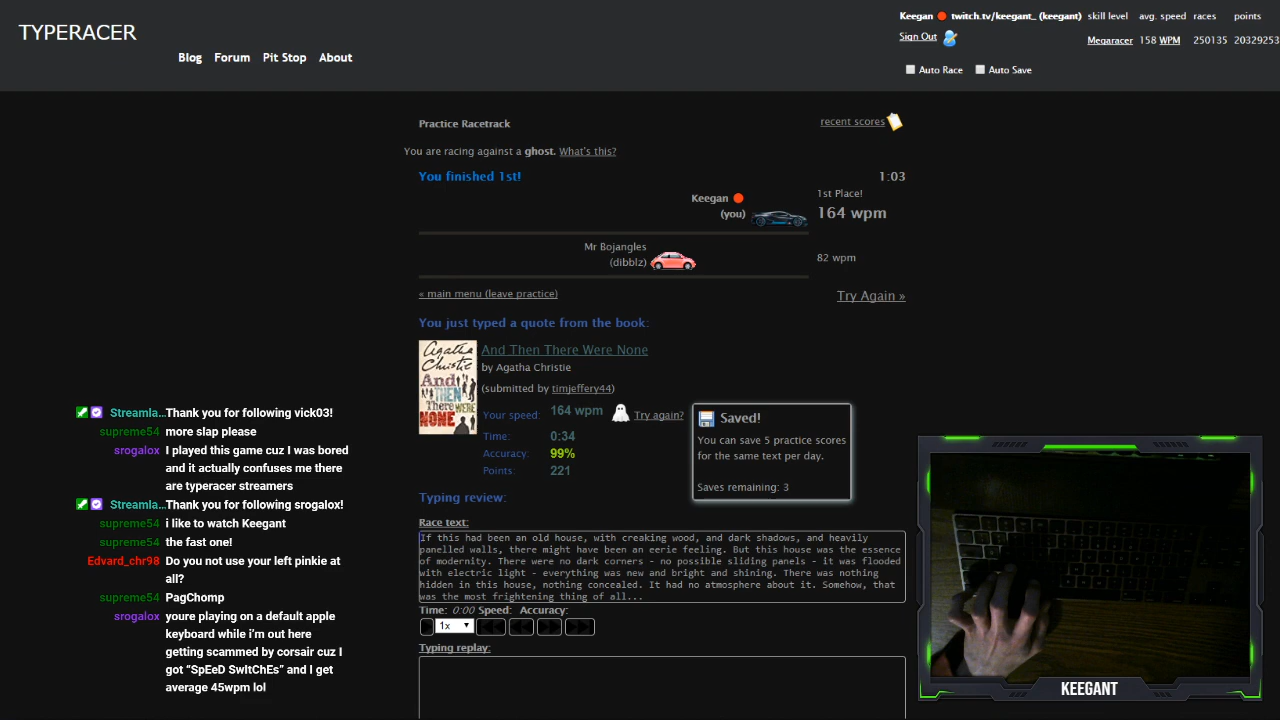 TYPERACER
Blog Forum Pit Stop About
Keegan twitch.tv/keegant_ (keegant) skill level avg. speed races points
Sign Out Megaracer 158 WPM 250135 20329253
Auto Race Auto Save
Practice Racetrack
recent scores
You are racing against a ghost. What's this?
You finished 1st!
1:03
Keegan
(you)
1st Place!
164 wpm
Mr Bojangles
(dibblz)
82 wpm
« main menu (leave practice)
Try Again »
You just typed a quote from the book:
Agatha
Christie
And
THEN
There WERE
NONE
And Then There Were None
by Agatha Christie
(submitted by timjeffery44)
Your speed: 164 wpm Try again?
Time: 0:34
Accuracy: 99%
Points: 221
Saved!
You can save 5 practice scores
for the same text per day.
Saves remaining: 3
Typing review:
Race text:
If this had been an old house, with creaking wood, and dark shadows, and heavily
panelled walls, there might have been an eerie feeling. But this house was the essence
of modernity. There were no dark corners - no possible sliding panels - it was flooded
with electric light - everything was new and bright and shining. There was nothing
hidden in this house, nothing concealed. It had no atmosphere about it. Somehow, that
was the most frightening thing of all...
Time: 0:00 Speed: Accuracy:
1x
Typing replay:
Streamla... Thank you for following vick03!
supreme54 more slap please
srogalox I played this game cuz I was bored
and it actually confuses me there
are typeracer streamers
Streamla... Thank you for following srogalox!
supreme54 i like to watch Keegant
supreme54 the fast one!
Edvard_chr98 Do you not use your left pinkie at
all?
supreme54 PagChomp
srogalox youre playing on a default apple
keyboard while i'm out here
getting scammed by corsair cuz I
got “SpEeD SwItChEs” and I get
average 45wpm lol
KEEGANT